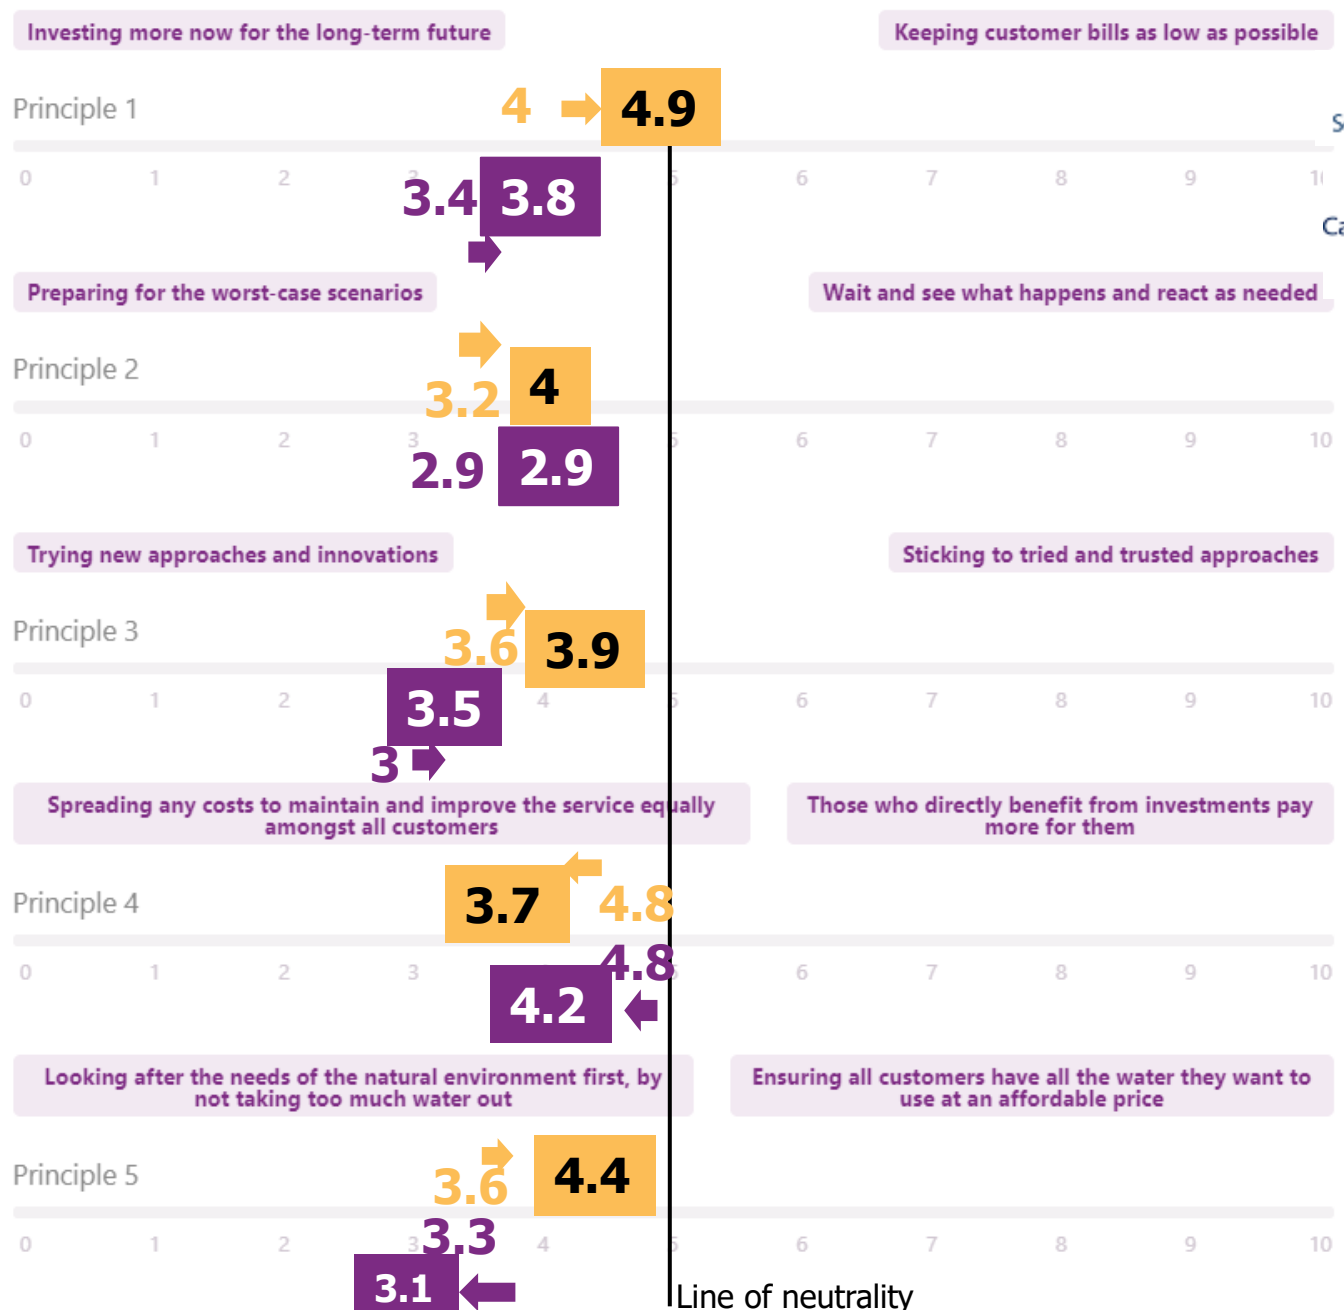 Investing more now for the long-term future Keeping customer bills as low as possible
Principle 1 4 4.9
0 1 2 3 5 6 7 8 9
3.4 3.8
Preparing for the worst-case scenarios Wait and see what happens and react as needed
Principle 2
3.2 4
0 1 2 3 5 6 7 8 9 10
2.9 2.9
Trying new approaches and innovations Sticking to tried and trusted approaches
Principle 3
3.6 3.9
0 1 2 4 5 6 7 8 9 10
3.5
3
Spreading any costs to maintain and improve the service equally
amongst all customers
Those who directly benefit from investments pay
more for them
Principle 4 3.7 4.8
4.8
0 1 2 3 5 6 7 8 9 10
4.2
Looking after the needs of the natural environment first, by
not taking too much water out
Ensuring all customers have all the water they want to
use at an affordable price
Principle 5 3.6 4.4
3.3
0 1 2 3 4 5 6 7 8 9 10
3.1
Line of neutrality